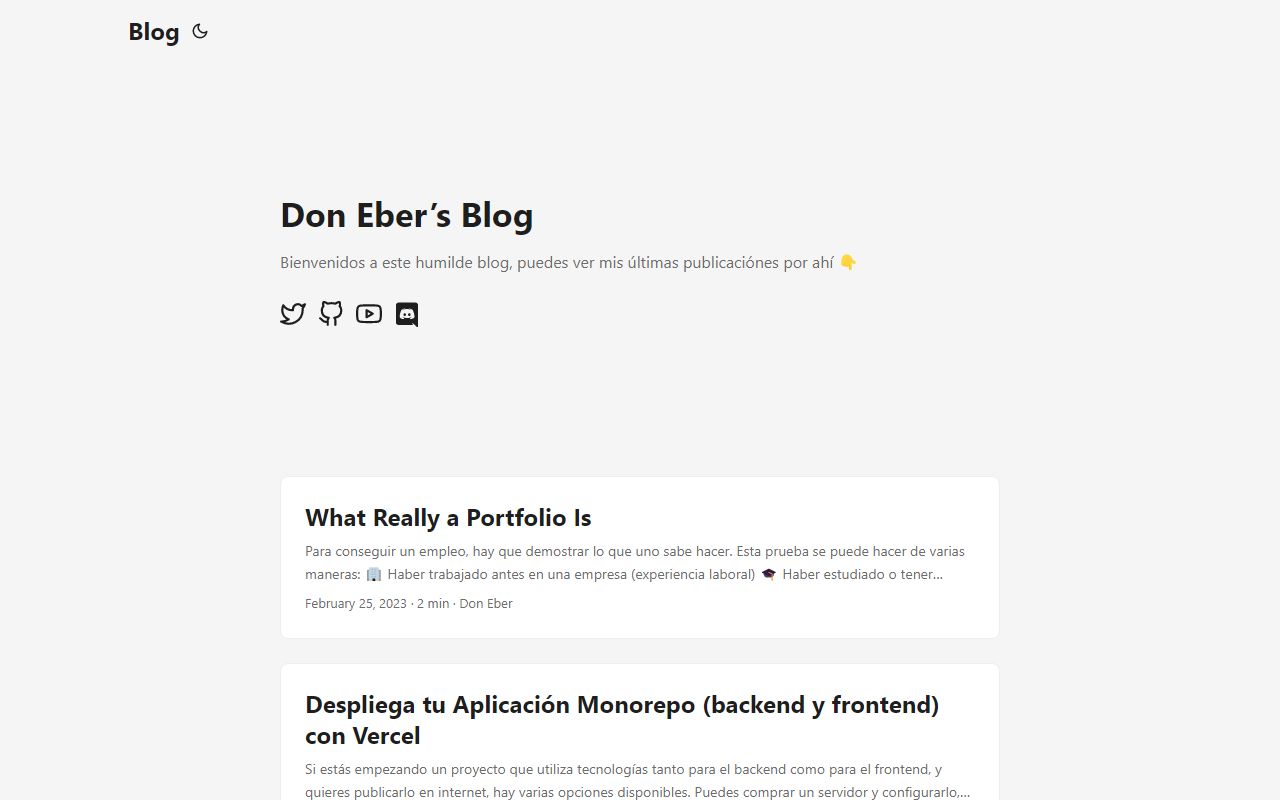 Blog
Don Eber’s Blog
Bienvenidos a este humilde blog, puedes ver mis últimas publicaciónes por ahí 👇
What Really a Portfolio Is
Para conseguir un empleo, hay que demostrar lo que uno sabe hacer. Esta prueba se puede hacer de varias
maneras: 🏢 Haber trabajado antes en una empresa (experiencia laboral) 🎓 Haber estudiado o tener...
February 25, 2023 · 2 min · Don Eber
Despliega tu Aplicación Monorepo (backend y frontend)
con Vercel
Si estás empezando un proyecto que utiliza tecnologías tanto para el backend como para el frontend, y
quieres publicarlo en internet, hay varias opciones disponibles. Puedes comprar un servidor y configurarlo,...